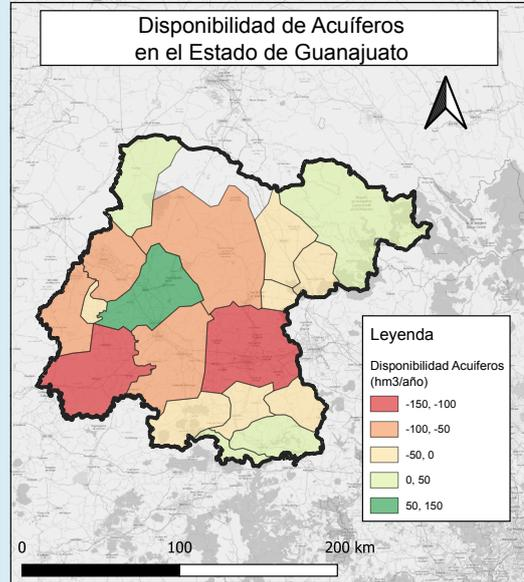 Disponibilidad de Acuíferos
en el Estado de Guanajuato
Leyenda
Disponibilidad Acuiferos
(hm3/año)
-150, -100
-100, -50
-50, 0
0, 50
50, 150
0 100 200 km